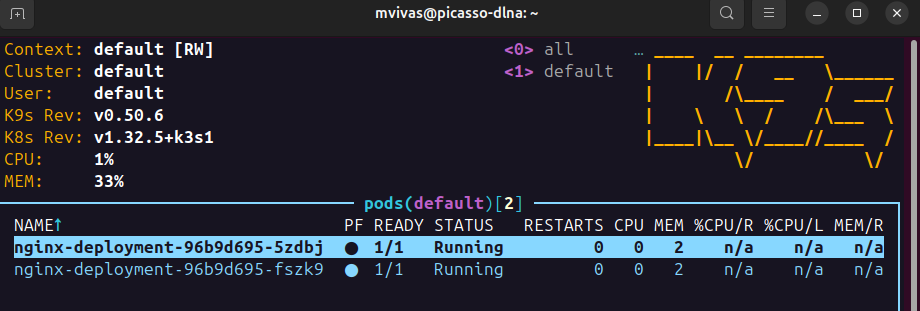 mvivas@picasso-dlna: ~
Context: default [RW] <0> all …
Cluster: default <1> default
User: default
K9s Rev: v0.50.6
K8s Rev: v1.32.5+k3s1
CPU: 1%
MEM: 33%
pods(default)[2]
NAME↑ PF READY STATUS RESTARTS CPU MEM %CPU/R %CPU/L MEM/R
nginx-deployment-96b9d695-5zdbj ● 1/1 Running 0 0 2 n/a n/a n/a
nginx-deployment-96b9d695-fszk9 ● 1/1 Running 0 0 2 n/a n/a n/a